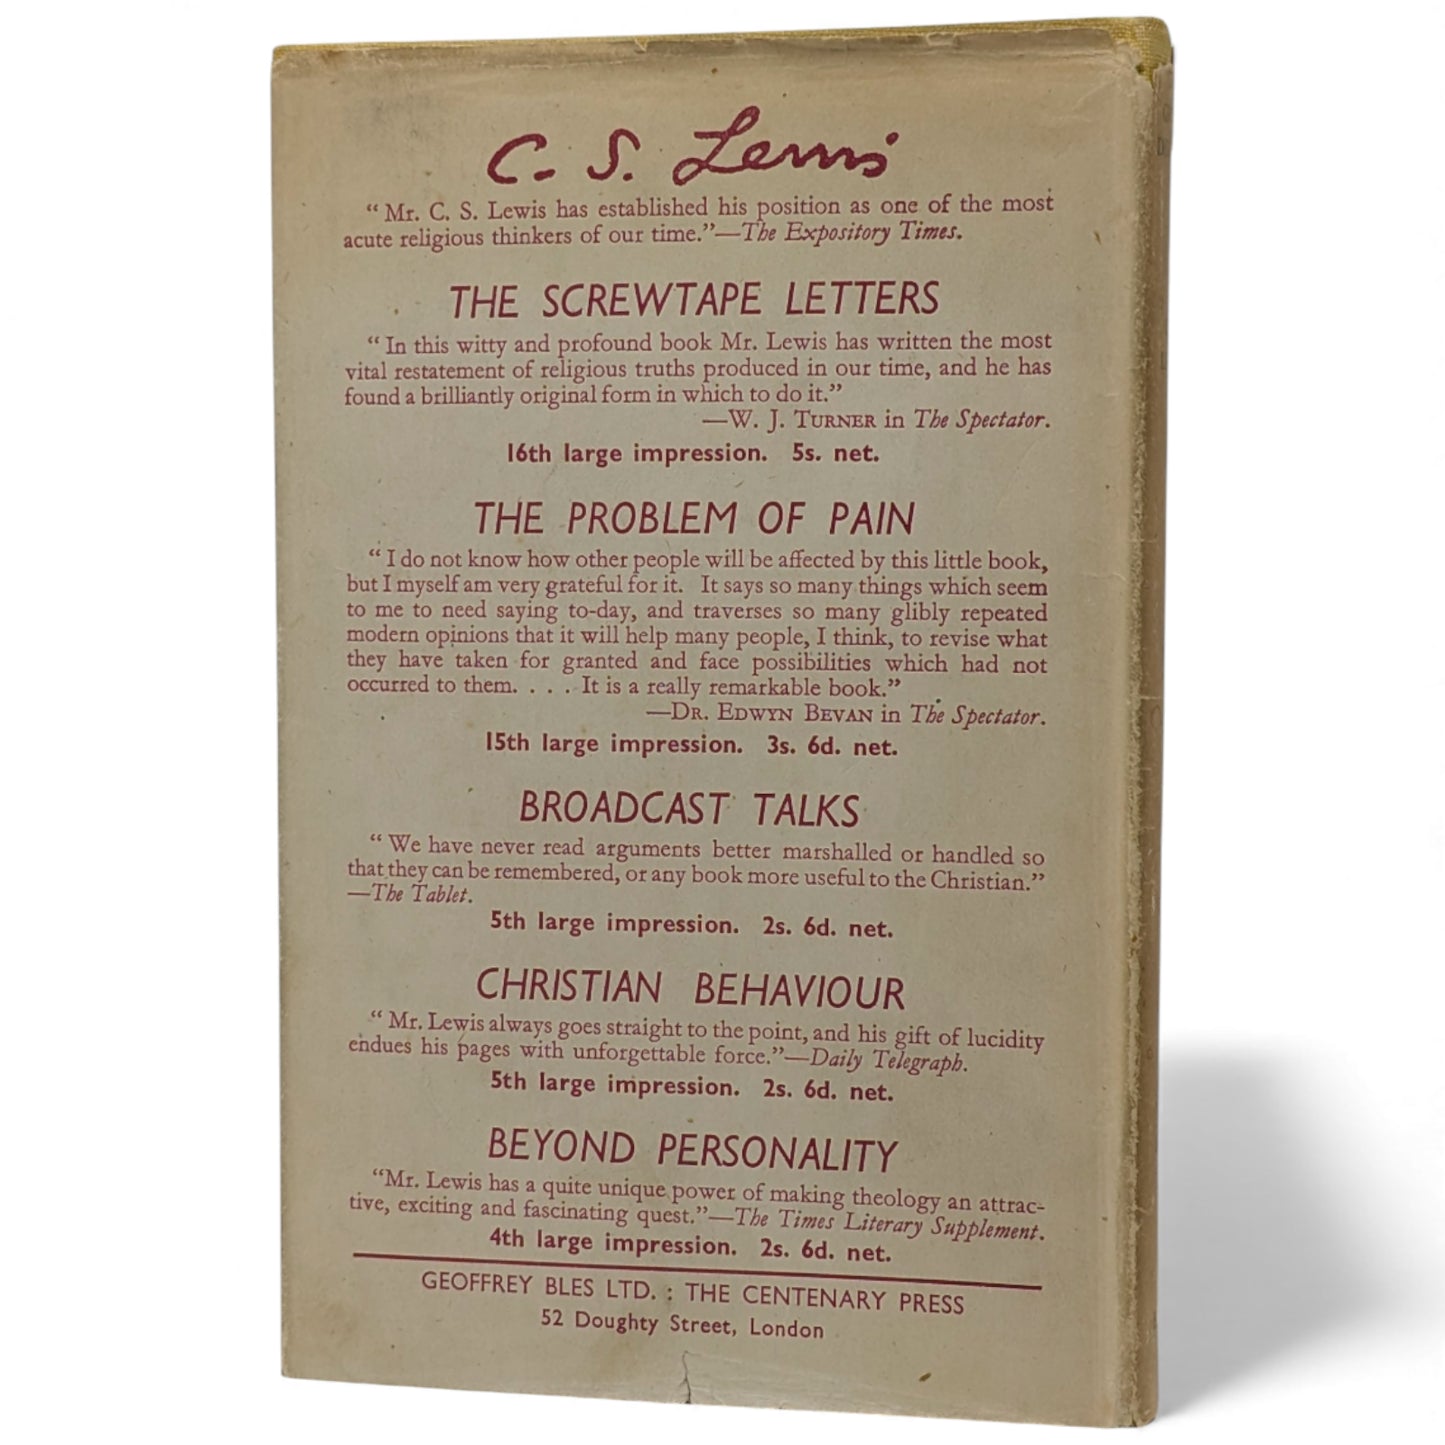 C. S. Lewis
“ Mr. C. S. Lewis has established his position as one of the most
acute religious thinkers of our time.”—The Expository Times.
THE SCREWTAPE LETTERS
“ In this witty and profound book Mr. Lewis has written the most
vital restatement of religious truths produced in our time, and he has
found a brilliantly original form in which to do it.”
—W. J. TURNER in The Spectator.
16th large impression. 5s. net.
THE PROBLEM OF PAIN
“ I do not know how other people will be affected by this little book,
but I myself am very grateful for it. It says so many things which seem
to me to need saying to-day, and traverses so many glibly repeated
modern opinions that it will help many people, I think, to revise what
they have taken for granted and face possibilities which had not
occurred to them. . . . It is a really remarkable book.”
—DR. EDWYN BEVAN in The Spectator.
15th large impression. 3s. 6d. net.
BROADCAST TALKS
“ We have never read arguments better marshalled or handled so
that they can be remembered, or any book more useful to the Christian.”
—The Tablet.
5th large impression. 2s. 6d. net.
CHRISTIAN BEHAVIOUR
“ Mr. Lewis always goes straight to the point, and his gift of lucidity
endues his pages with unforgettable force.”—Daily Telegraph.
5th large impression. 2s. 6d. net.
BEYOND PERSONALITY
“Mr. Lewis has a quite unique power of making theology an attrac-
tive, exciting and fascinating quest.”—The Times Literary Supplement.
4th large impression. 2s. 6d. net.
GEOFFREY BLES LTD. : THE CENTENARY PRESS
52 Doughty Street, London